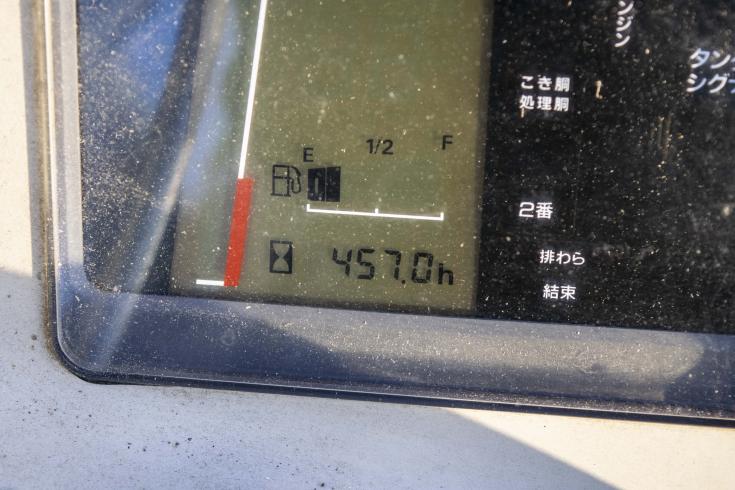 ンジン
タン
シグナ
こき胴
処理胴
E 1/2 F
2番
排わら
457.0h
結束